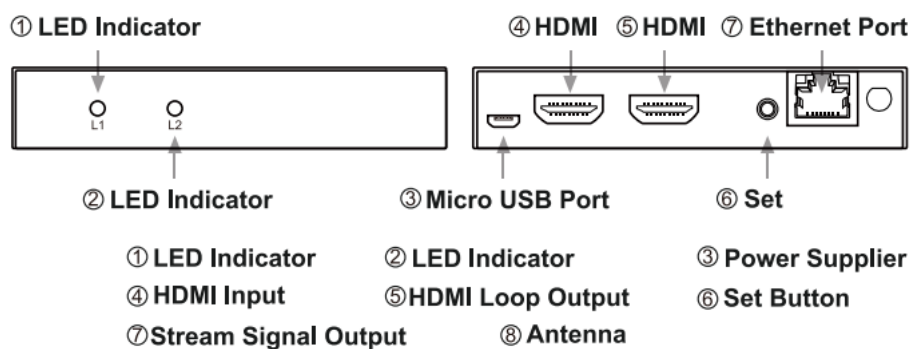 ① LED Indicator ④ HDMI ⑤ HDMI ⑦ Ethernet Port
L1 L2
② LED Indicator ③ Micro USB Port ⑥ Set
① LED Indicator ② LED Indicator ③ Power Supplier
④ HDMI Input ⑤HDMI Loop Output ⑥ Set Button
⑦Stream Signal Output ⑧ Antenna